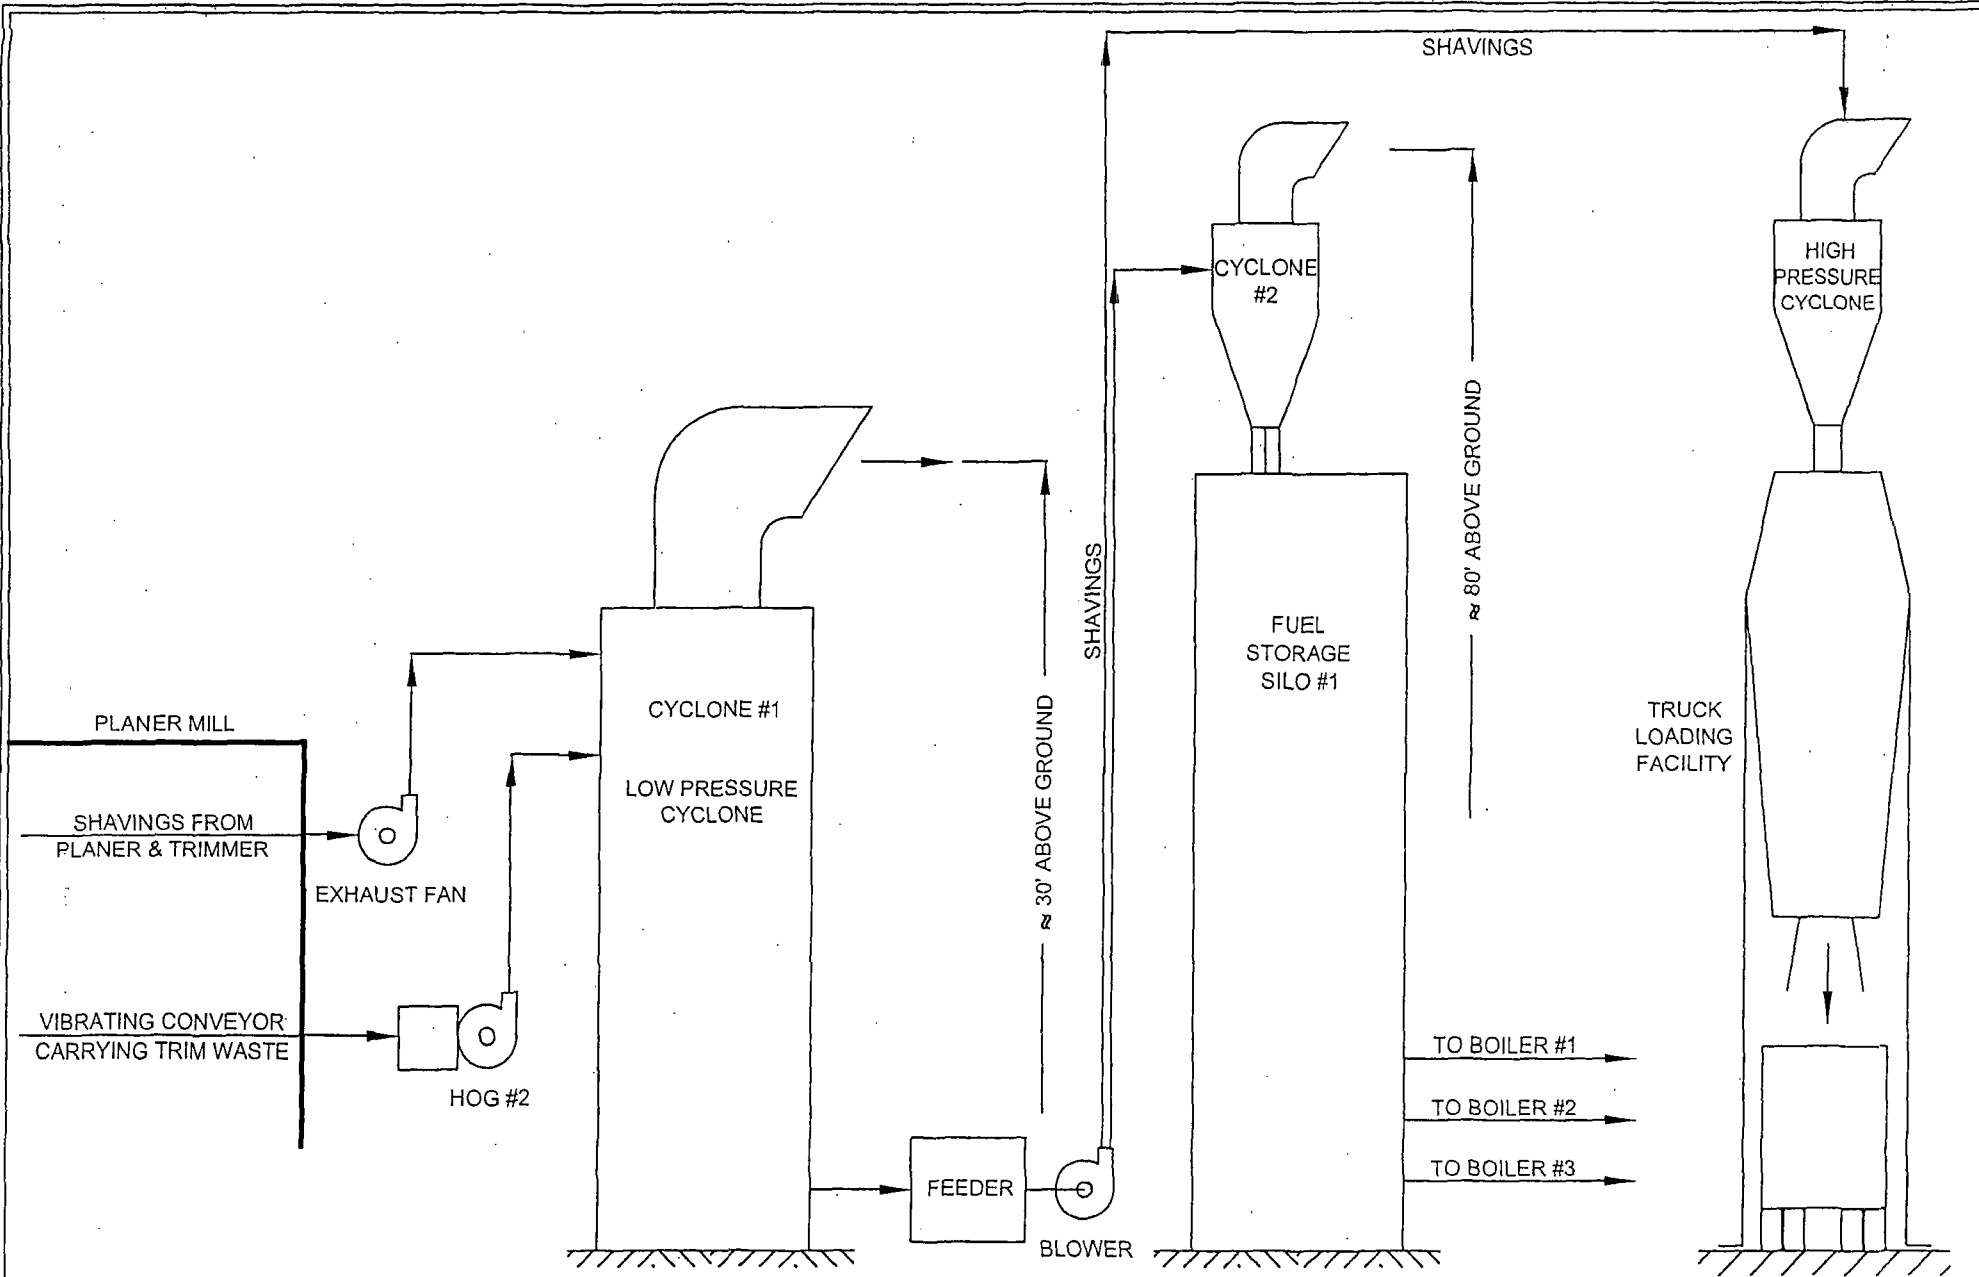 SHAVINGS
CYCLONE
#2
HIGH
PRESSURE
CYCLONE
≈ 80' ABOVE GROUND
SHAVINGS
FUEL
STORAGE
SILO #1
TRUCK
LOADING
FACILITY
CYCLONE #1
LOW PRESSURE
CYCLONE
≈ 30' ABOVE GROUND
PLANER MILL
SHAVINGS FROM
PLANER & TRIMMER
EXHAUST FAN
VIBRATING CONVEYOR
CARRYING TRIM WASTE
HOG #2
TO BOILER #1
TO BOILER #2
TO BOILER #3
FEEDER
BLOWER